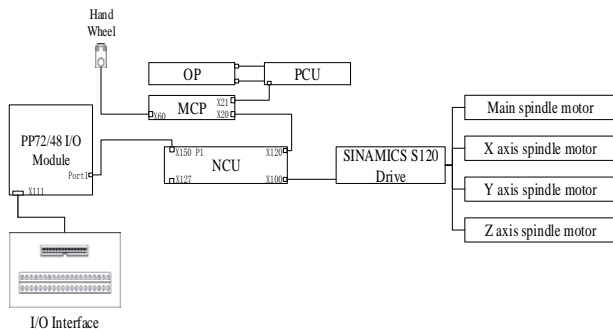 Hand
Wheel
OP
PCU
MCP
X21
X20
X60
PP72/48 I/O
Module
Port1
X111
X150 P1
X120
NCU
X127
X100
SINAMICS S120
Drive
Main spindle motor
X axis spindle motor
Y axis spindle motor
Z axis spindle motor
I/O Interface